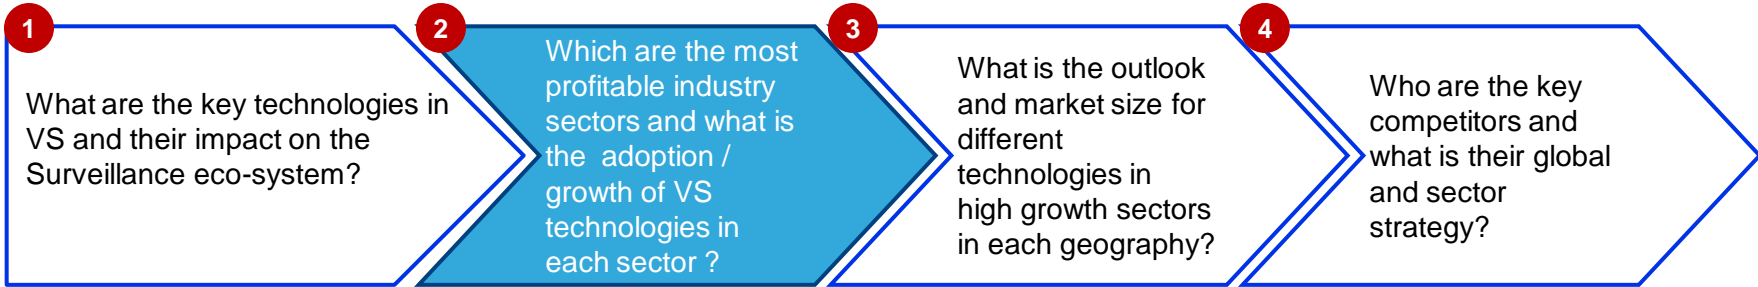 1
What are the key technologies in
VS and their impact on the
Surveillance eco-system?
2
Which are the most
profitable industry
sectors and what is
the adoption /
growth of VS
technologies in
each sector ?
3
What is the outlook
and market size for
different
technologies in
high growth sectors
in each geography?
4
Who are the key
competitors and
what is their global
and sector
strategy?